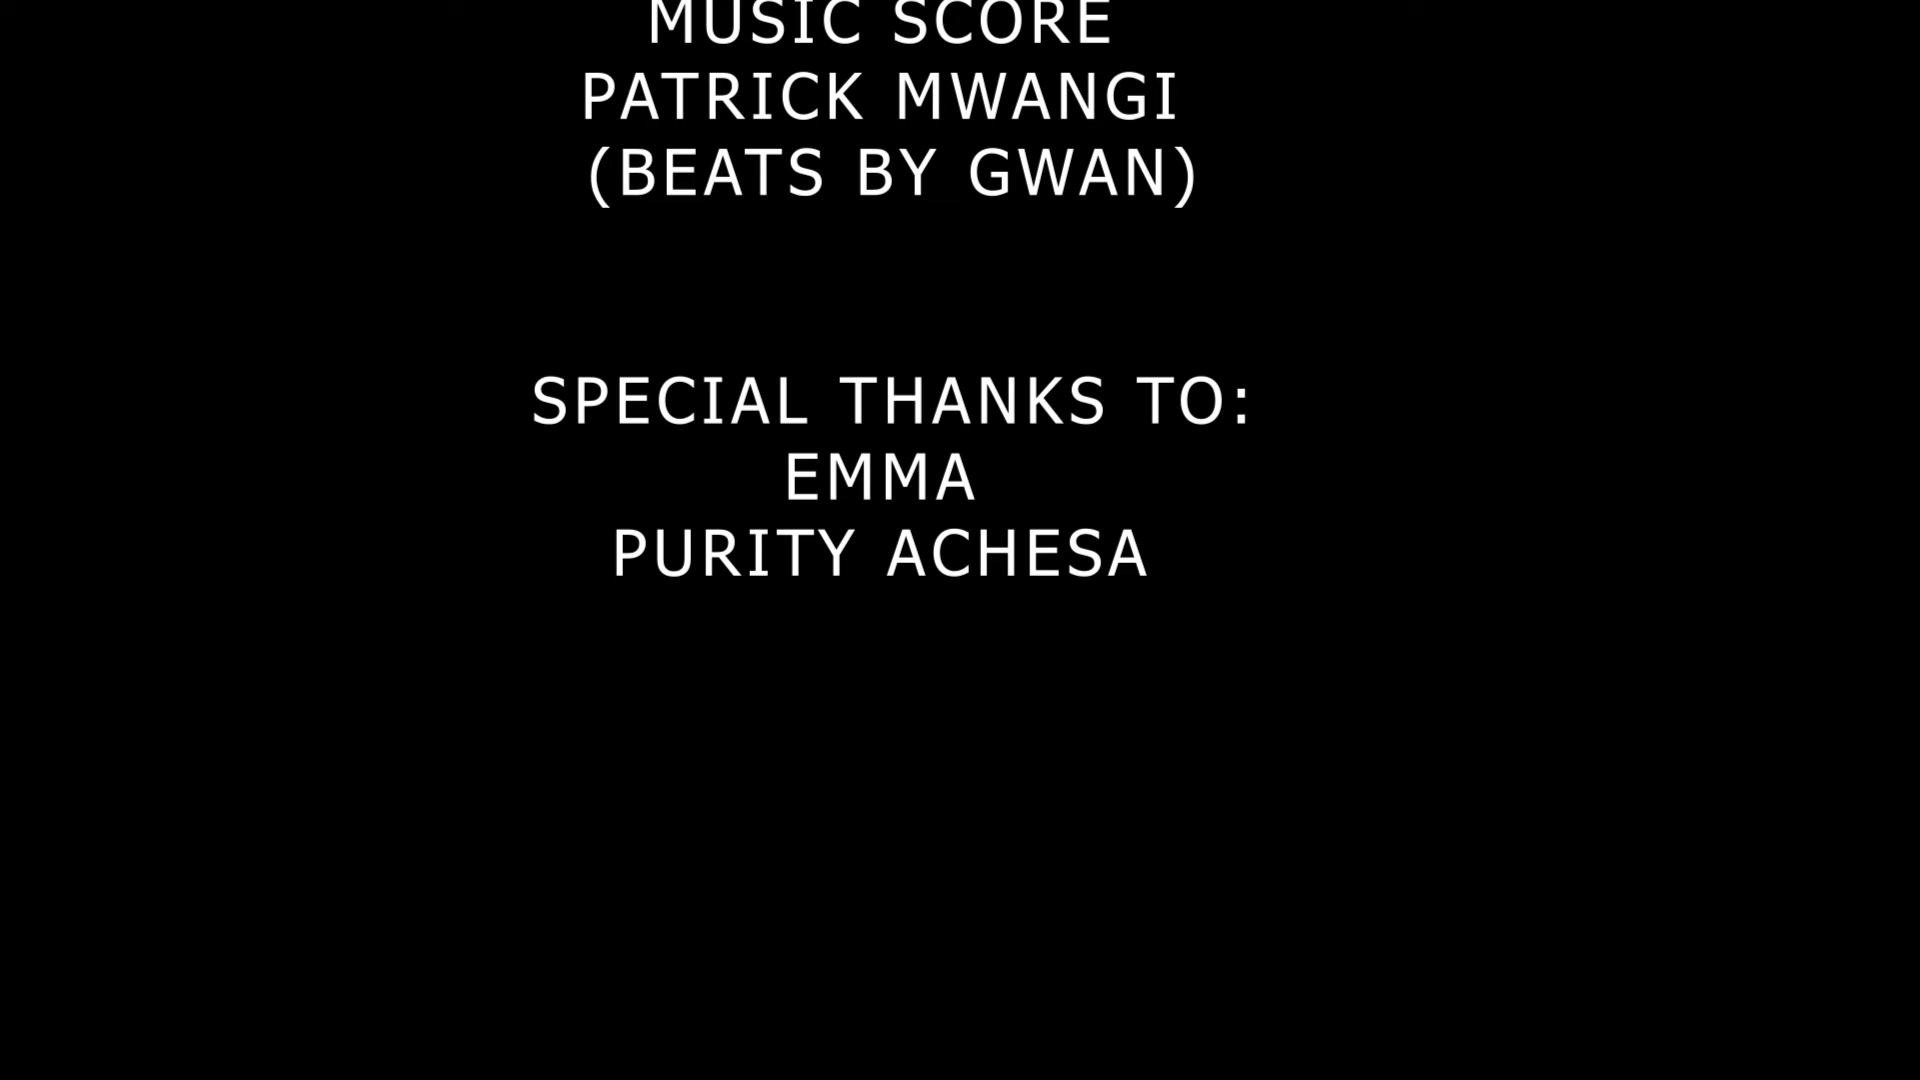 MUSIC SCORE
PATRICK MWANGI
(BEATS BY GWAN)
SPECIAL THANKS TO:
EMMA
PURITY ACHESA